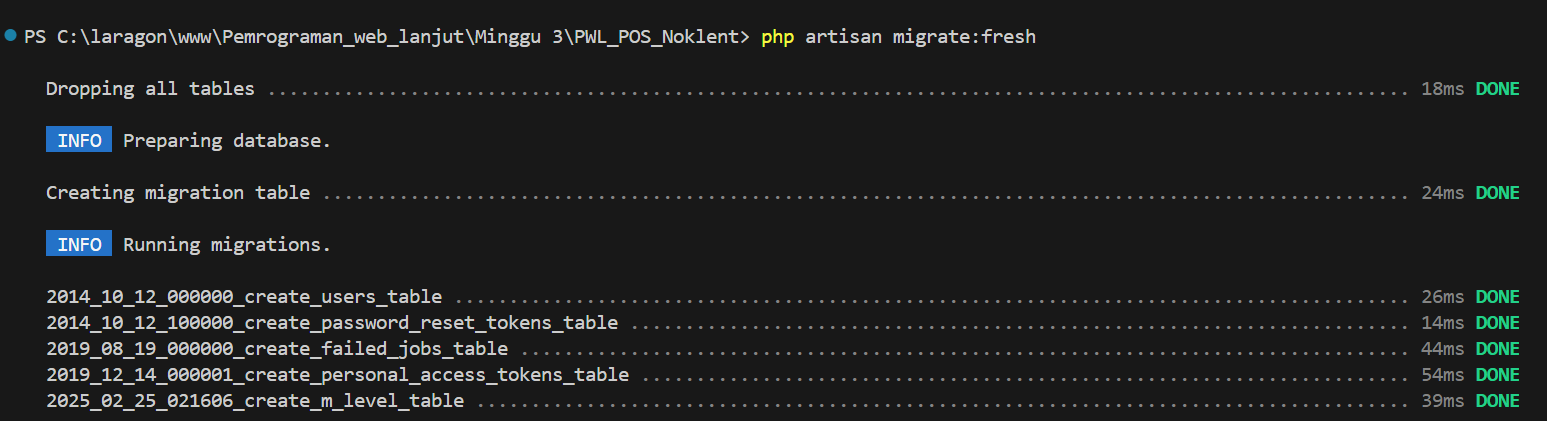 PS C:\laragon\www\Pemrograman_web_lanjut\Minggu 3\PWL_POS_Noklent> php artisan migrate:fresh
Dropping all tables ........................................................................................................ 18ms DONE
INFO Preparing database.
Creating migration table ................................................................................................... 24ms DONE
INFO Running migrations.
2014_10_12_000000_create_users_table ....................................................................................... 26ms DONE
2014_10_12_100000_create_password_reset_tokens_table ....................................................................... 14ms DONE
2019_08_19_000000_create_failed_jobs_table ................................................................................. 44ms DONE
2019_12_14_000001_create_personal_access_tokens_table ...................................................................... 54ms DONE
2025_02_25_021606_create_m_level_table ..................................................................................... 39ms DONE